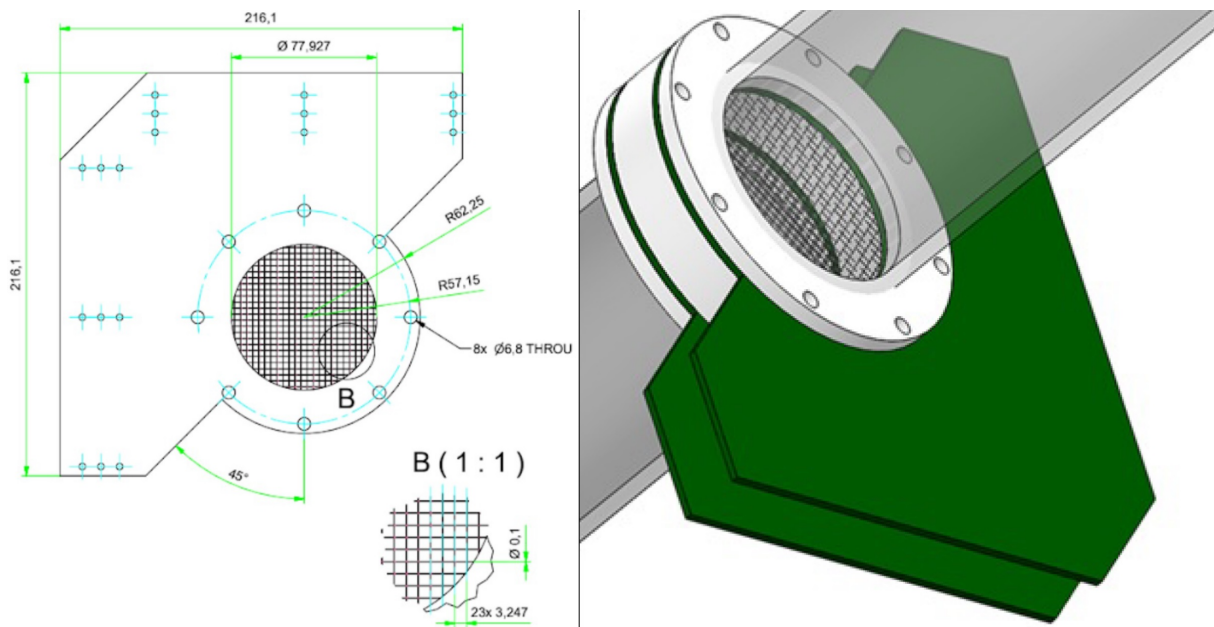 216,1
Ø 77,927
216,1
R62,25
R57,15
8x Ø6,8 THROU
B
45°
B ( 1 : 1 )
Ø 0,1
23x 3,247